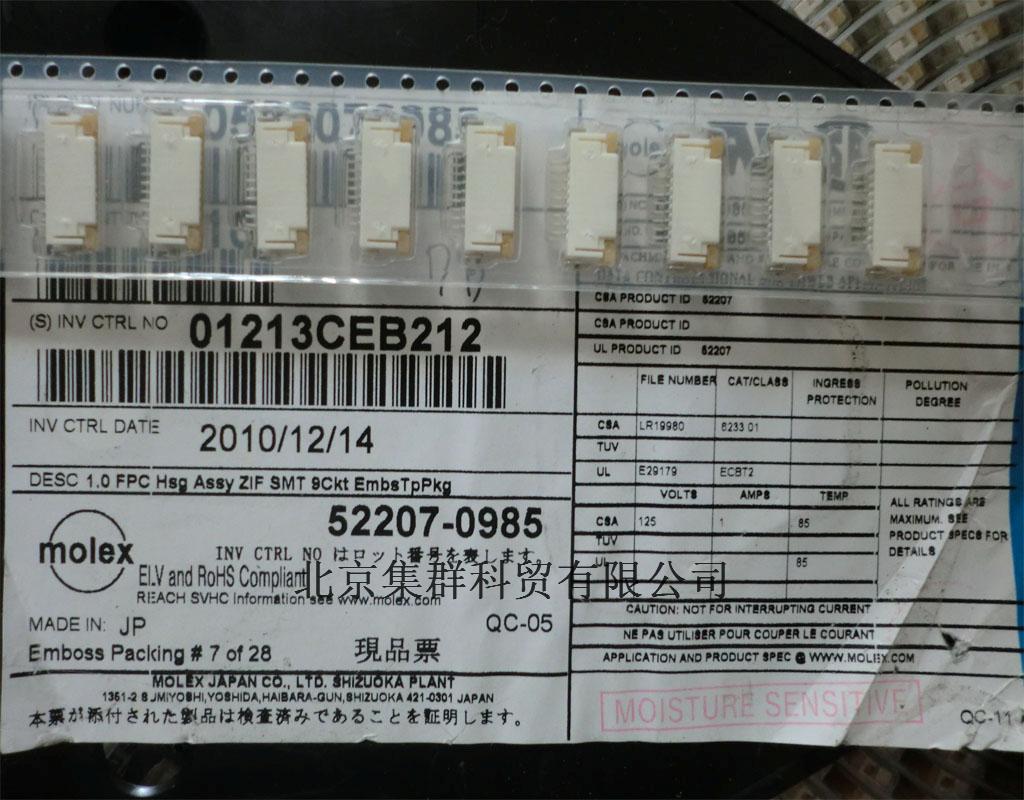 (S) INV CTRL NO 01213CEB212
INV CTRL DATE 2010/12/14
DESC 1.0 FPC Hsg Assy ZIF SMT 9Ckt EmbsTpPkg
52207-0985
molex
INV CTRL NO はロット番号を表します。
ELV and RoHS Compliant
REACH SVHC Information see www.molex.com
北京集群科贸有限公司
MADE IN: JP
QC-05
Emboss Packing # 7 of 28
現品票
MOLEX JAPAN CO., LTD. SHIZUOKA PLANT
1351-2 SJMIYOSHI,YOSHIDA,HAIBARA-GUN,SHIZUOKA 421-0301 JAPAN
本票が添付された製品は検査済みであることを証明します。
molex
CSA PRODUCT ID 52207
CSA PRODUCT ID
UL PRODUCT ID 52207
FILE NUMBER CAT/CLASS INGRESS PROTECTION POLLUTION DEGREE
CSA LR19980 6233 01
TUV
UL E29179 ECBT2
VOLTS AMPS TEMP
CSA 125 1 85
TUV
UL 85
ALL RATINGS ARE
MAXIMUM. SEE
PRODUCT SPECS FOR
DETAILS
CAUTION: NOT FOR INTERRUPTING CURRENT
NE PAS UTILISER POUR COUPER LE COURANT
APPLICATION AND PRODUCT SPEC @ WWW.MOLEX.COM
MOISTURE SENSITIVE
QC-11